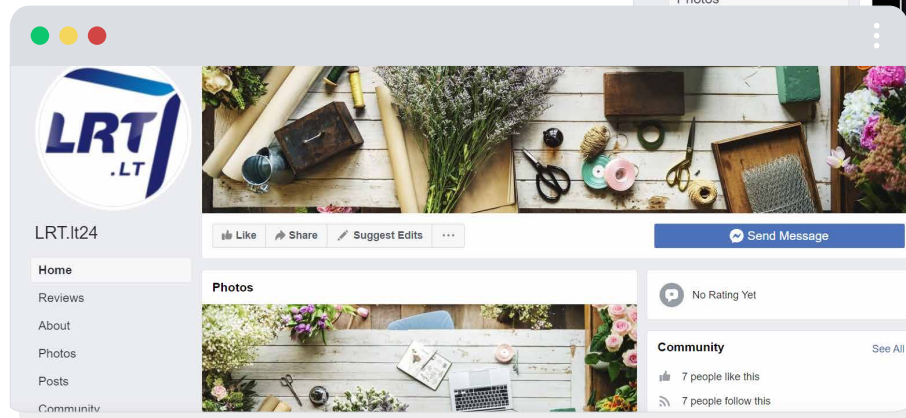 Photos
LRT
.LT
LRT.lt24
Like
Share
Suggest Edits
...
Send Message
Home
Reviews
About
Photos
Posts
Community
Photos
No Rating Yet
Community
See All
7 people like this
7 people follow this